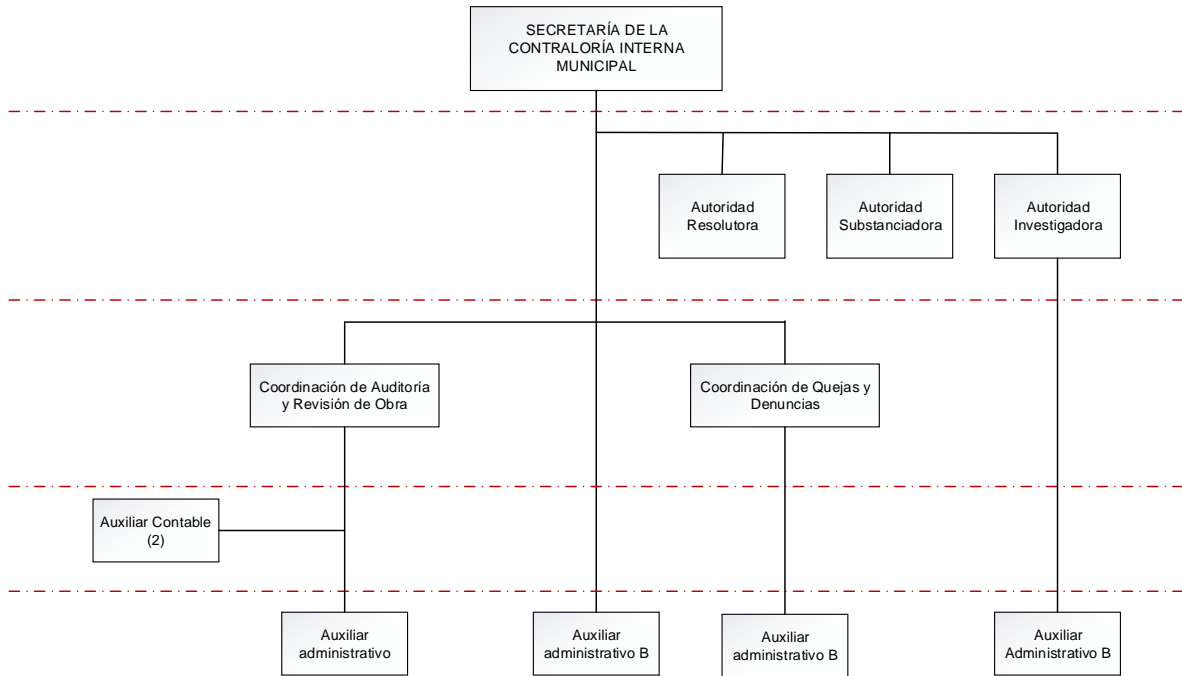 SECRETARÍA DE LA
CONTRALORÍA INTERNA
MUNICIPAL
Autoridad
Resolutora
Autoridad
Substanciadora
Autoridad
Investigadora
Coordinación de Auditoría
y Revisión de Obra
Coordinación de Quejas y
Denuncias
Auxiliar Contable
(2)
Auxiliar
administrativo
Auxiliar
administrativo B
Auxiliar
administrativo B
Auxiliar
Administrativo B